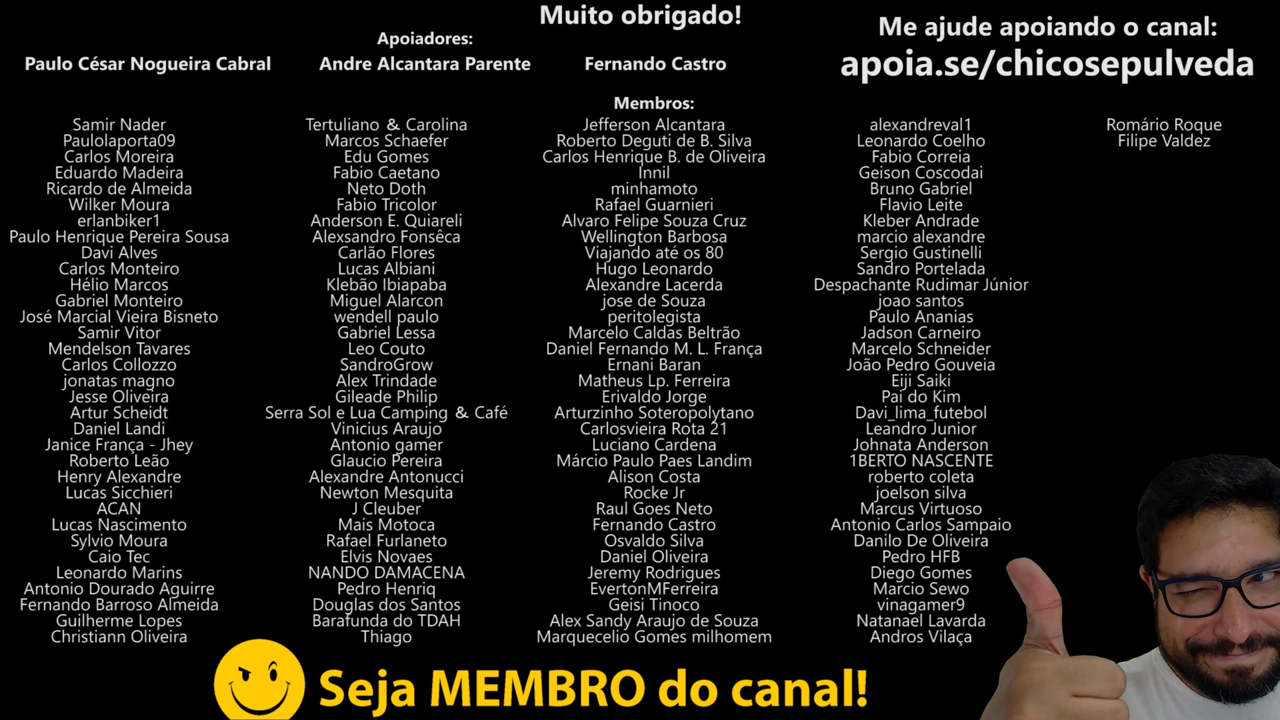 Muito obrigado!
Apoiadores:
Paulo César Nogueira Cabral
Andre Alcantara Parente
Fernando Castro
Me ajude apoiando o canal:
apoia.se/chicosepulveda
Membros:
Samir Nader
Paulolaporta09
Carlos Moreira
Eduardo Madeira
Ricardo de Almeida
Wilker Moura
erlanbiker1
Paulo Henrique Pereira Sousa
Davi Alves
Carlos Monteiro
Hélio Marcos
Gabriel Monteiro
José Marcial Vieira Bisneto
Samir Vitor
Mendelson Tavares
Carlos Collozzo
jonatas magno
Jesse Oliveira
Artur Scheidt
Daniel Landi
Janice França - Jhey
Roberto Leão
Henry Alexandre
Lucas Sicchieri
ACAN
Lucas Nascimento
Sylvio Moura
Caio Tec
Leonardo Marins
Antonio Dourado Aguirre
Fernando Barroso Almeida
Guilherme Lopes
Christiann Oliveira
Tertuliano & Carolina
Marcos Schaefer
Edu Gomes
Fabio Caetano
Neto Doth
Fabio Tricolor
Anderson E. Quiareli
Alexsandro Fonsêca
Carlão Flores
Lucas Albiani
Klebão Ibiapaba
Miguel Alarcon
wendell paulo
Gabriel Lessa
Leo Couto
SandroGrow
Alex Trindade
Gileade Philip
Serra Sol e Lua Camping & Café
Vinicius Araujo
Antonio gamer
Glaucio Pereira
Alexandre Antonucci
Newton Mesquita
J Cleuber
Mais Motoca
Rafael Furlaneto
Elvis Novaes
NANDO DAMACENA
Pedro Henriq
Douglas dos Santos
Barafunda do TDAH
Thiago
Jefferson Alcantara
Roberto Deguti de B. Silva
Carlos Henrique B. de Oliveira
Innil
minhamoto
Rafael Guarnieri
Alvaro Felipe Souza Cruz
Wellington Barbosa
Viajando até os 80
Hugo Leonardo
Alexandre Lacerda
jose de Souza
peritolegista
Marcelo Caldas Beltrão
Daniel Fernando M. L. França
Ernani Baran
Matheus Lp. Ferreira
Erivaldo Jorge
Arturzinho Soteropolytano
Carlosvieira Rota 21
Luciano Cardena
Márcio Paulo Paes Landim
Alison Costa
Rocke Jr
Raul Goes Neto
Fernando Castro
Osvaldo Silva
Daniel Oliveira
Jeremy Rodrigues
EvertonMFerreira
Geisi Tinoco
Alex Sandy Araujo de Souza
Marquecelio Gomes milhomem
alexandreval1
Leonardo Coelho
Fabio Correia
Geison Coscodai
Bruno Gabriel
Flavio Leite
Kleber Andrade
marcio alexandre
Sergio Gustinelli
Sandro Portelada
Despachante Rudimar Júnior
joao santos
Paulo Ananias
Jadson Carneiro
Marcelo Schneider
João Pedro Gouveia
Eiji Saiki
Pai do Kim
Davi_lima_futebol
Leandro Junior
Johnata Anderson
1BERTO NASCENTE
roberto coleta
joelson silva
Marcus Virtuoso
Antonio Carlos Sampaio
Danilo De Oliveira
Pedro HFB
Diego Gomes
Marcio Sewo
vinagamer9
Natanael Lavarda
Andros Vilaça
Romário Roque
Filipe Valdez
Seja MEMBRO do canal!